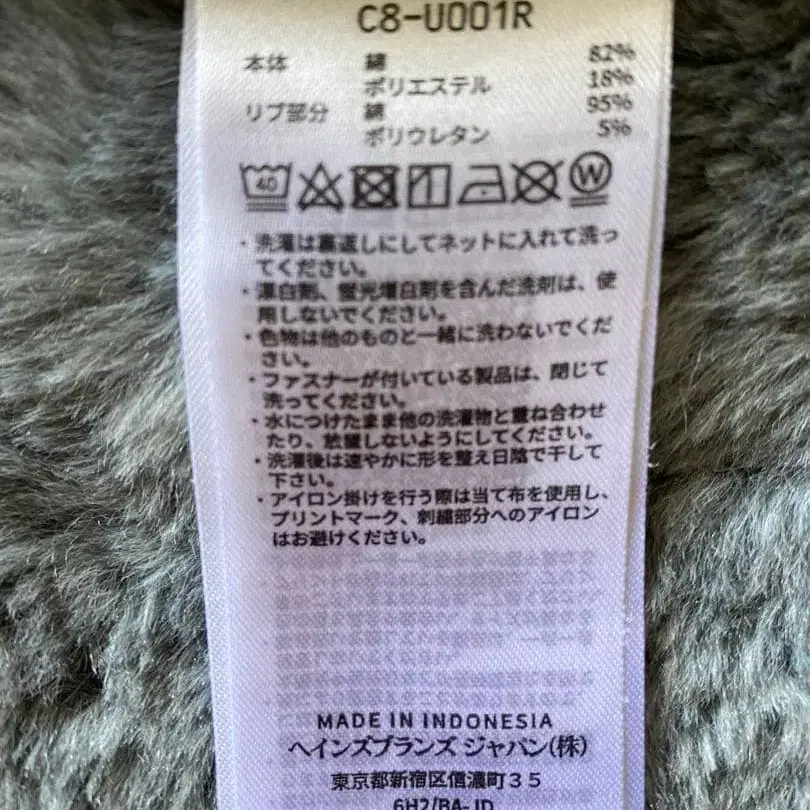 C8-U001R
本体 綿 82%
ポリエステル 18%
リブ部分 綿 95%
ポリウレタン 5%
40 W
・洗濯は裏返しにしてネットに入れて洗っ
てください。
・漂白剤、蛍光増白剤を含んだ洗剤は、使
用しないでください。
・色物は他のものと一緒に洗わないでくだ
さい。
・ファスナーが付いている製品は、閉じて
洗ってください。
・水につけたまま他の洗濯物と重ね合わせ
たり、放置しないようにしてください。
・洗濯後は速やかに形を整え日陰で干して
下さい。
・アイロン掛けを行う際は当て布を使用し、
プリントマーク、刺繍部分へのアイロン
はお避けください。
MADE IN INDONESIA
ヘインズブランズ ジャパン(株)
東京都新宿区信濃町35
6H2/BA-JD